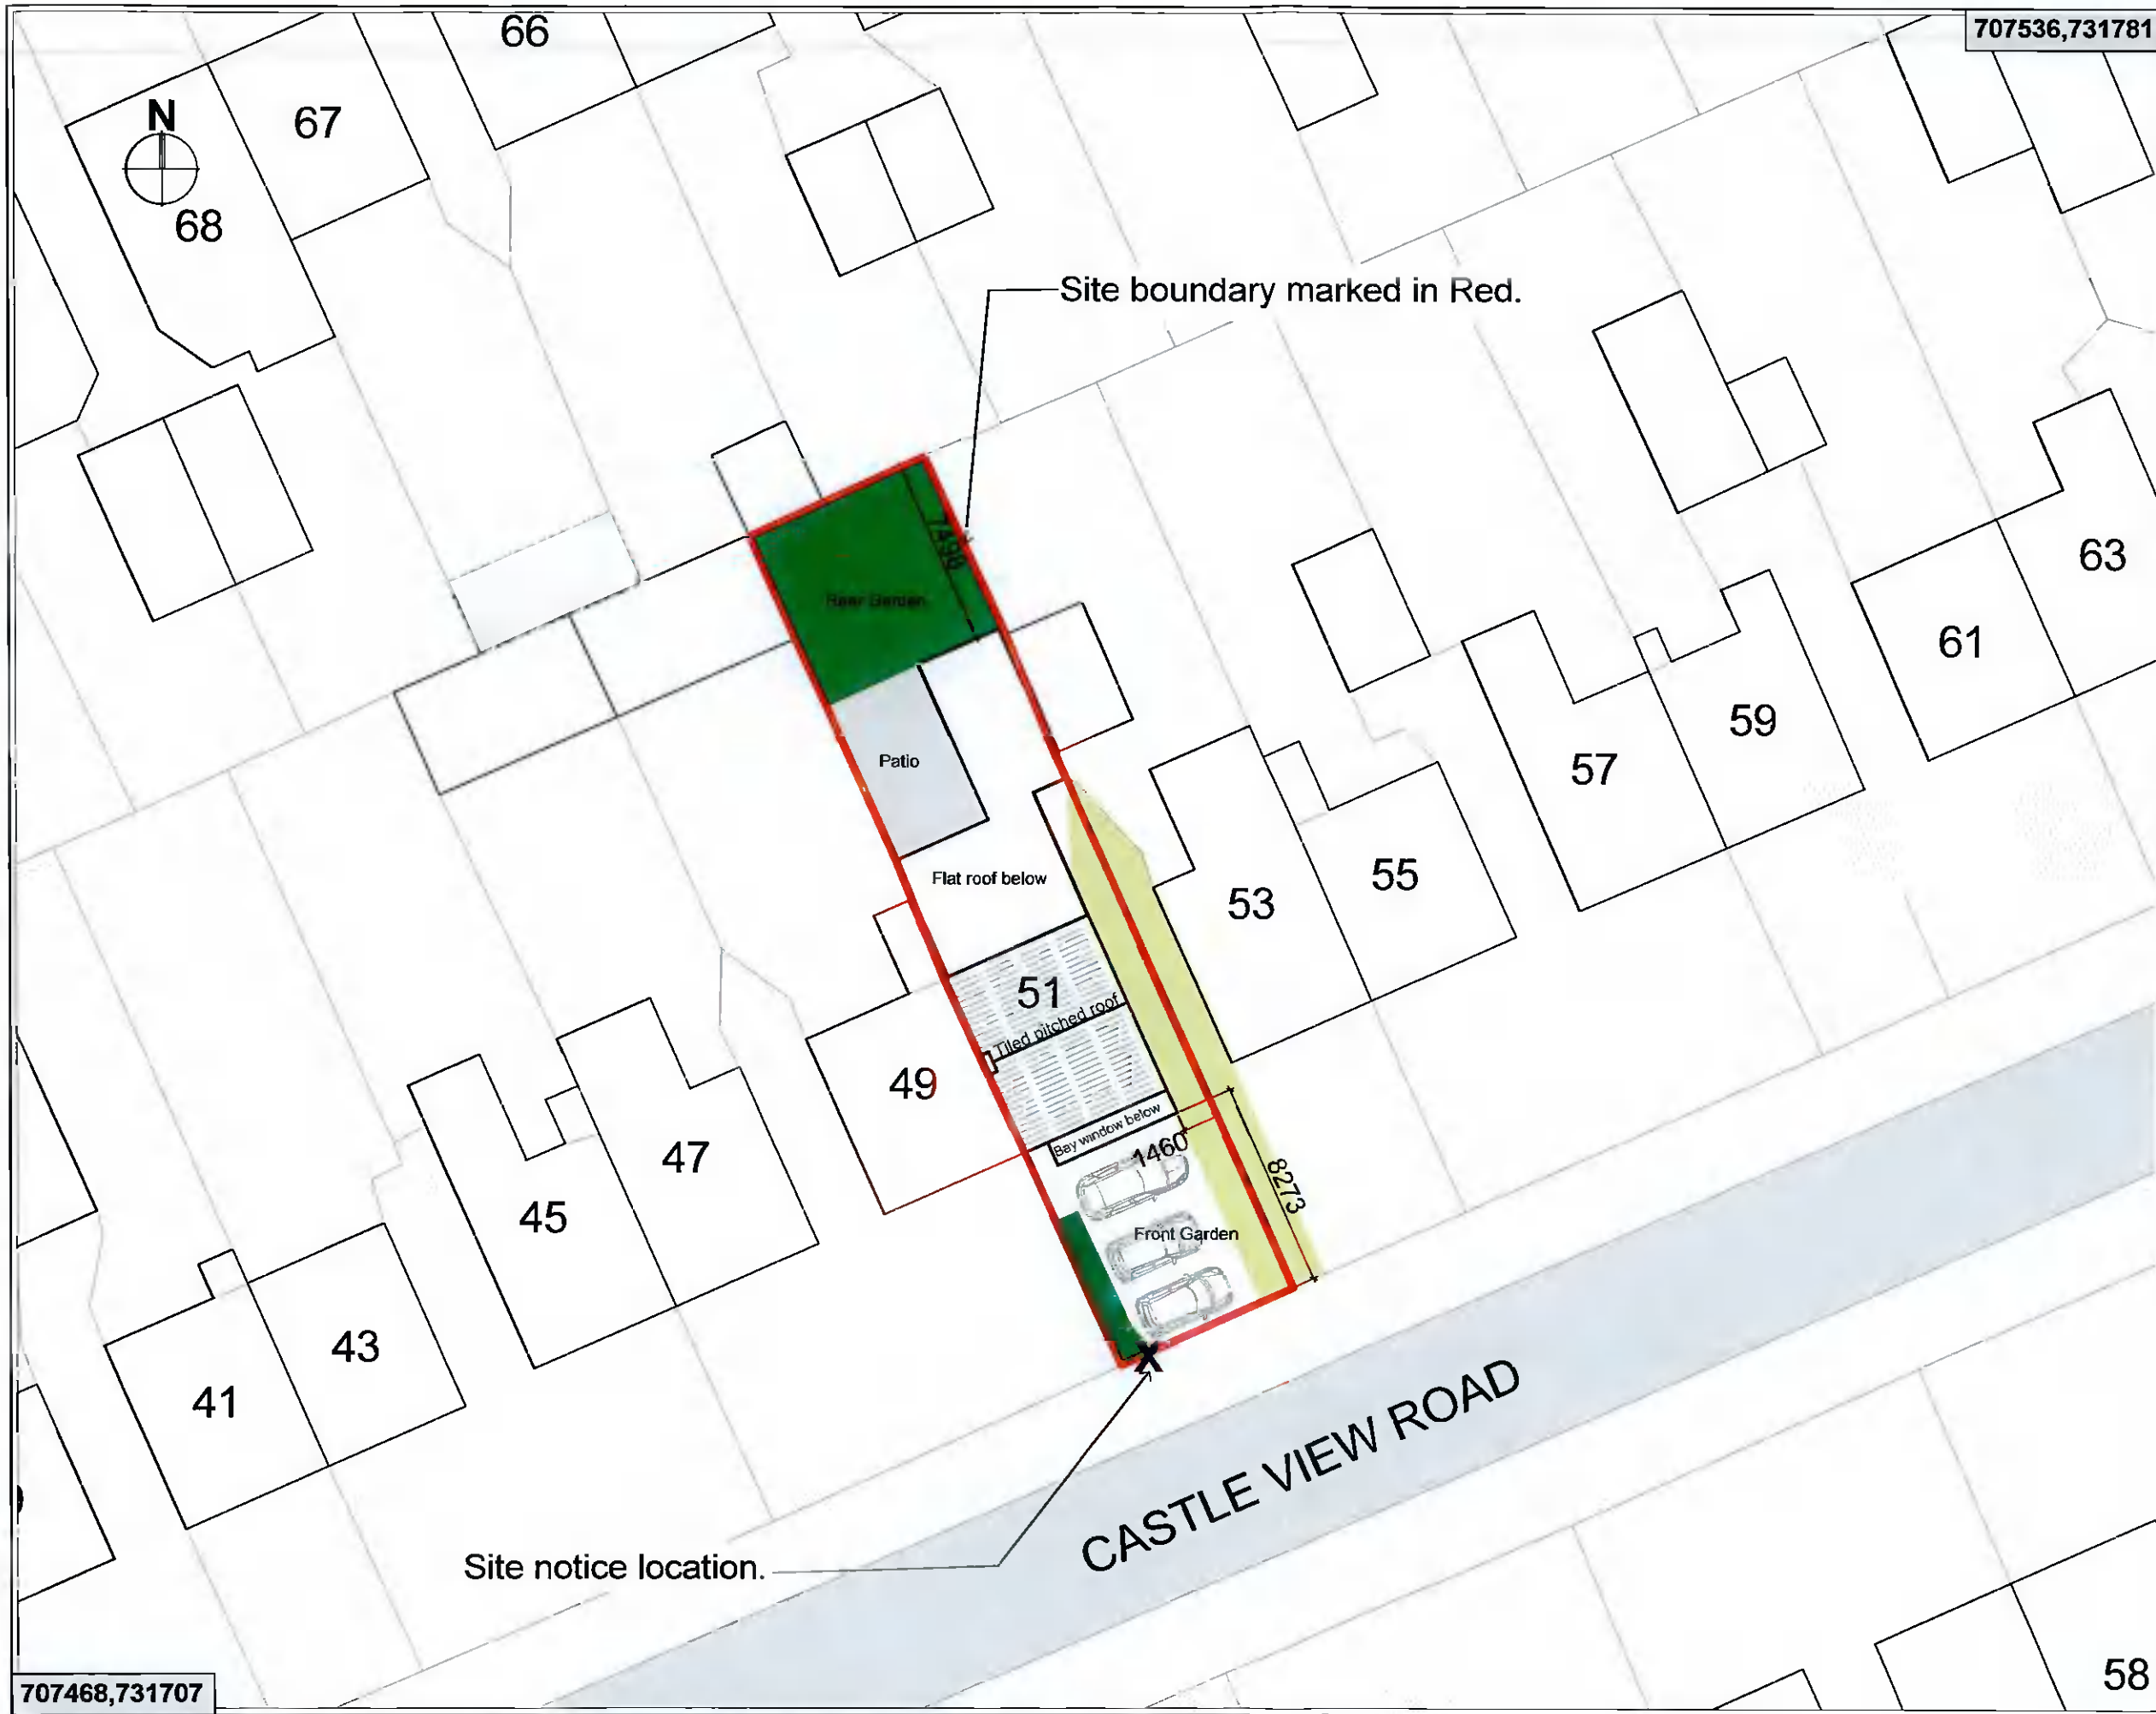 66
707536,731781
N
67
68
Site boundary marked in Red.
7498
Rear Garden
63
61
59
57
Patio
Flat roof below
55
53
51
Tiled pitched roof
49
Bay window below
1460
8273
47
45
Front Garden
43
41
CASTLE VIEW ROAD
Site notice location.
58
707468,731707